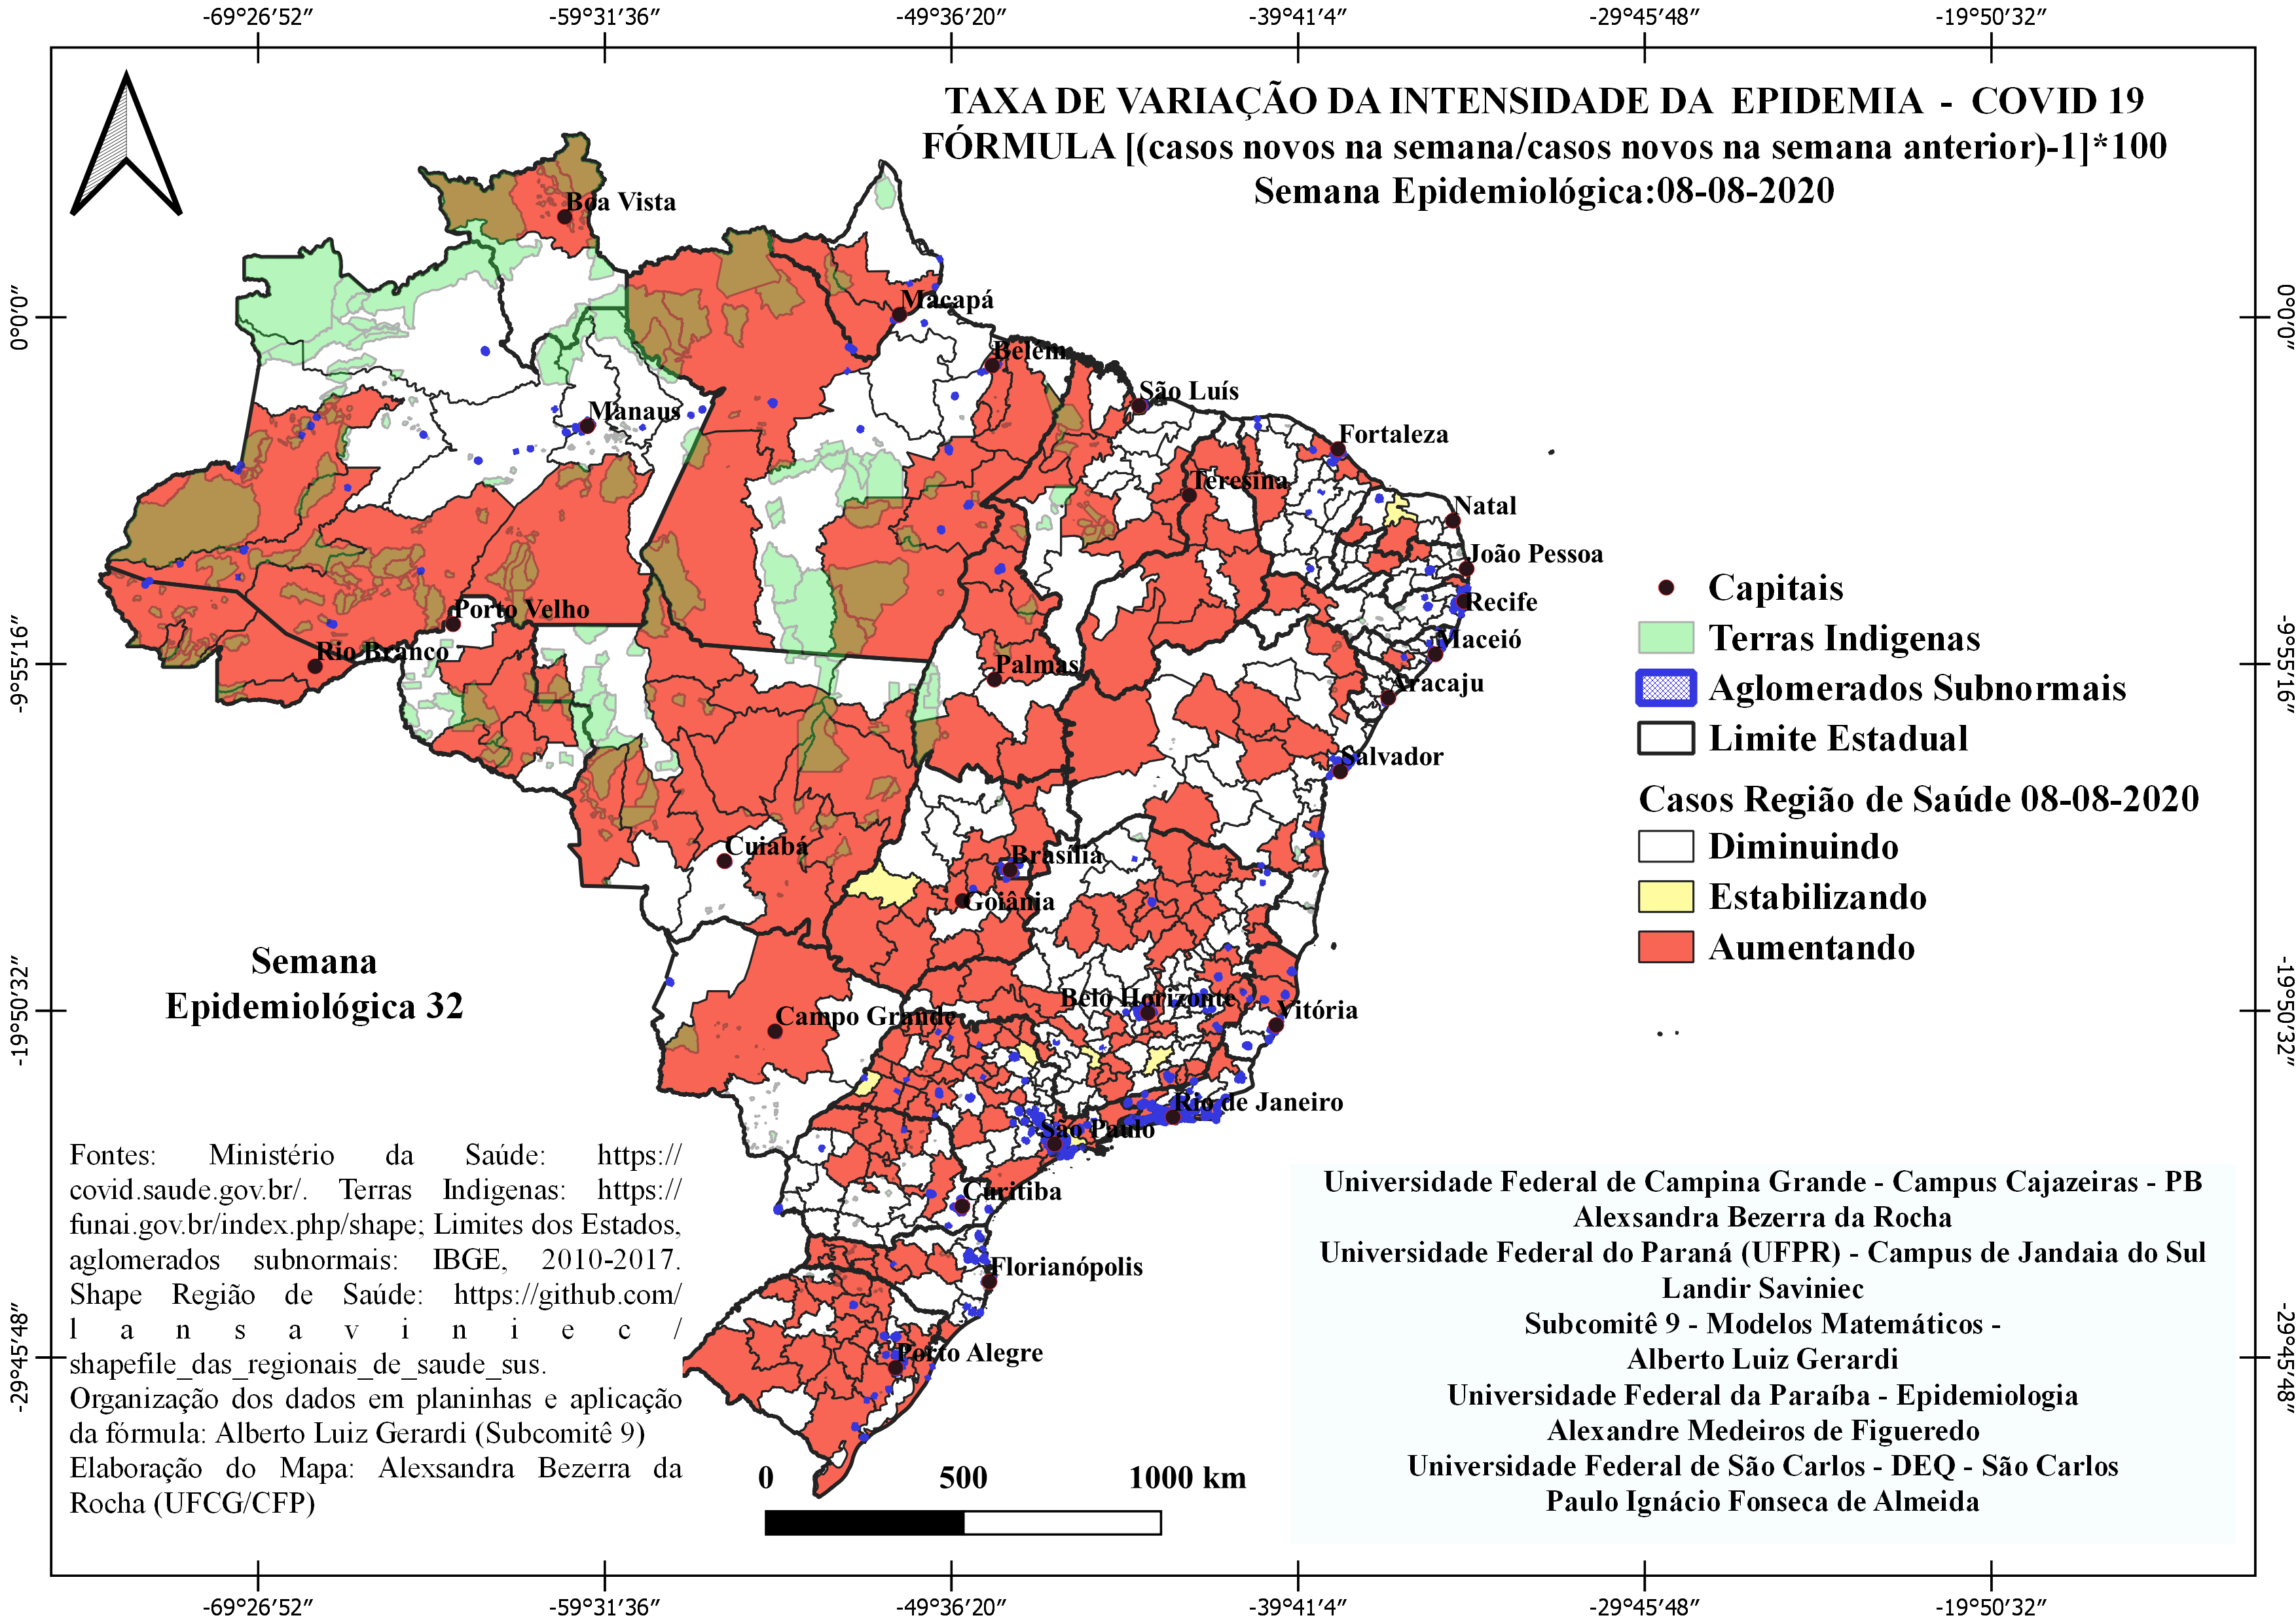 -69°26′52″ -59°31′36″ -49°36′20″ -39°41′4″ -29°45′48″ -19°50′32″
TAXA DE VARIAÇÃO DA INTENSIDADE DA EPIDEMIA - COVID 19
FÓRMULA [(casos novos na semana/casos novos na semana anterior)-1]*100
Semana Epidemiológica:08-08-2020
0°0′0″
-9°55′16″
-19°50′32″
-29°45′48″
0°0′0″
-9°55′16″
-19°50′32″
-29°45′48″
Boa Vista
Macapá
Belém
São Luís
Manaus
Fortaleza
Teresina
Natal
João Pessoa
Porto Velho
Recife
Rio Branco
Maceió
Palmas
Aracaju
Salvador
Cuiabá
Brasília
Goiânia
Belo Horizonte
Vitória
Campo Grande
Rio de Janeiro
São Paulo
Curitiba
Florianópolis
Porto Alegre
Capitais
Terras Indigenas
Aglomerados Subnormais
Limite Estadual
Casos Região de Saúde 08-08-2020
Diminuindo
Estabilizando
Aumentando
Semana
Epidemiológica 32
Fontes: Ministério da Saúde: https://
covid.saude.gov.br/. Terras Indigenas: https://
funai.gov.br/index.php/shape; Limites dos Estados,
aglomerados subnormais: IBGE, 2010-2017.
Shape Região de Saúde: https://github.com/
l a n s a v i n i e c /
shapefile_das_regionais_de_saude_sus.
Organização dos dados em planinhas e aplicação
da fórmula: Alberto Luiz Gerardi (Subcomitê 9)
Elaboração do Mapa: Alexsandra Bezerra da
Rocha (UFCG/CFP)
0 500 1000 km
Universidade Federal de Campina Grande - Campus Cajazeiras - PB
Alexsandra Bezerra da Rocha
Universidade Federal do Paraná (UFPR) - Campus de Jandaia do Sul
Landir Saviniec
Subcomitê 9 - Modelos Matemáticos -
Alberto Luiz Gerardi
Universidade Federal da Paraíba - Epidemiologia
Alexandre Medeiros de Figueredo
Universidade Federal de São Carlos - DEQ - São Carlos
Paulo Ignácio Fonseca de Almeida
-69°26′52″ -59°31′36″ -49°36′20″ -39°41′4″ -29°45′48″ -19°50′32″